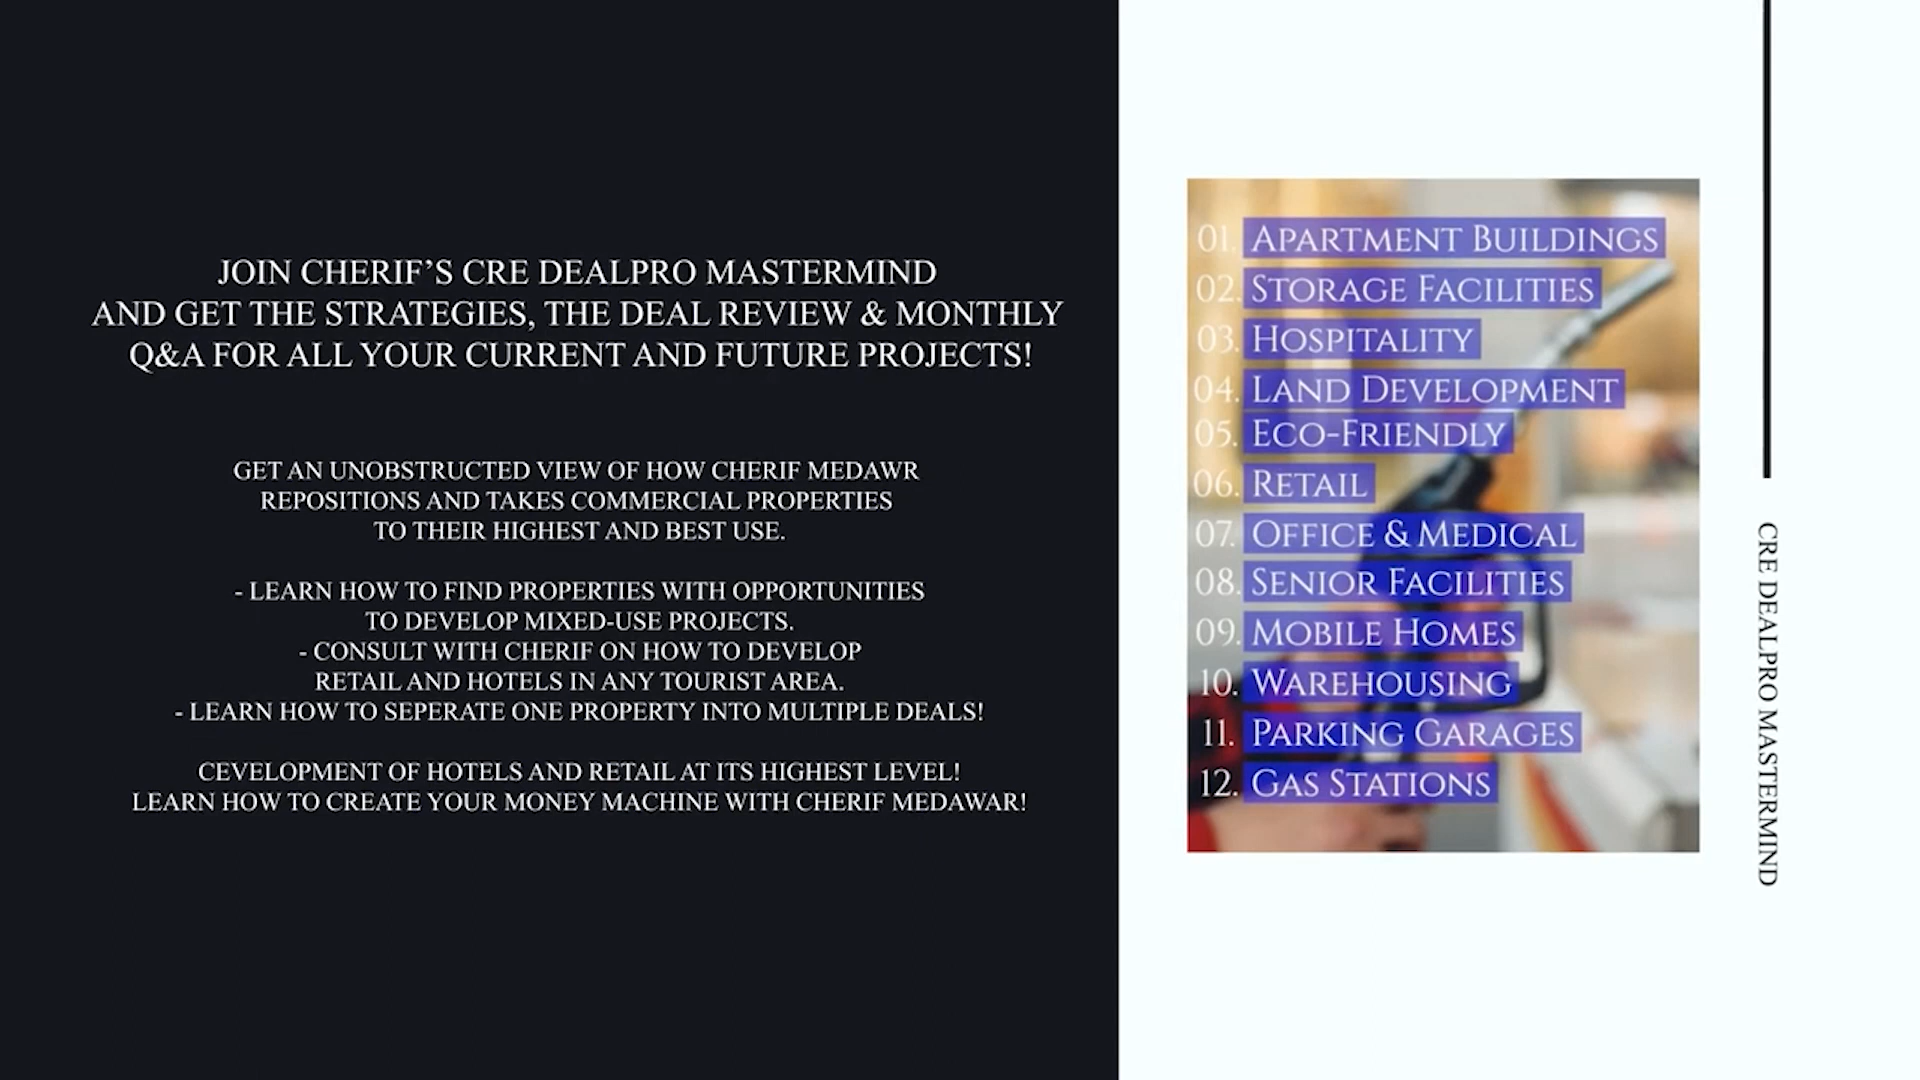 JOIN CHERIF’S CRE DEALPRO MASTERMIND
AND GET THE STRATEGIES, THE DEAL REVIEW & MONTHLY
Q&A FOR ALL YOUR CURRENT AND FUTURE PROJECTS!
GET AN UNOBSTRUCTED VIEW OF HOW CHERIF MEDAWR
REPOSITIONS AND TAKES COMMERCIAL PROPERTIES
TO THEIR HIGHEST AND BEST USE.
- LEARN HOW TO FIND PROPERTIES WITH OPPORTUNITIES
TO DEVELOP MIXED-USE PROJECTS.
- CONSULT WITH CHERIF ON HOW TO DEVELOP
RETAIL AND HOTELS IN ANY TOURIST AREA.
- LEARN HOW TO SEPERATE ONE PROPERTY INTO MULTIPLE DEALS!
CEVELOPMENT OF HOTELS AND RETAIL AT ITS HIGHEST LEVEL!
LEARN HOW TO CREATE YOUR MONEY MACHINE WITH CHERIF MEDAWAR!
01. APARTMENT BUILDINGS
02. STORAGE FACILITIES
03. HOSPITALITY
04. LAND DEVELOPMENT
05. ECO-FRIENDLY
06. RETAIL
07. OFFICE & MEDICAL
08. SENIOR FACILITIES
09. MOBILE HOMES
10. WAREHOUSING
11. PARKING GARAGES
12. GAS STATIONS
CRE DEALPRO MASTERMIND